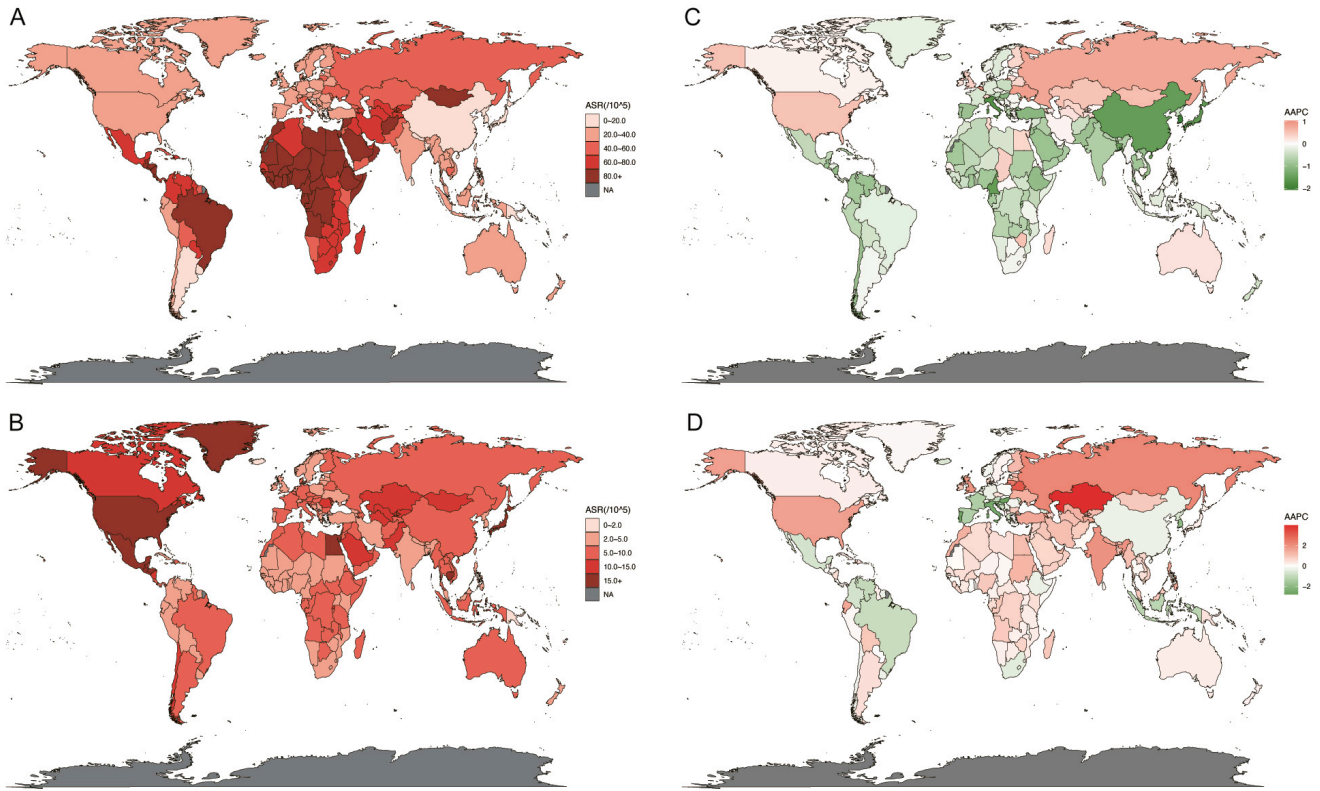 A
ASR(/10^5)
0–20.0
20.0–40.0
40.0–60.0
60.0–80.0
80.0+
NA
C
AAPC
1
0
−1
−2
B
ASR(/10^5)
0–2.0
2.0–5.0
5.0–10.0
10.0–15.0
15.0+
NA
D
AAPC
2
0
−2